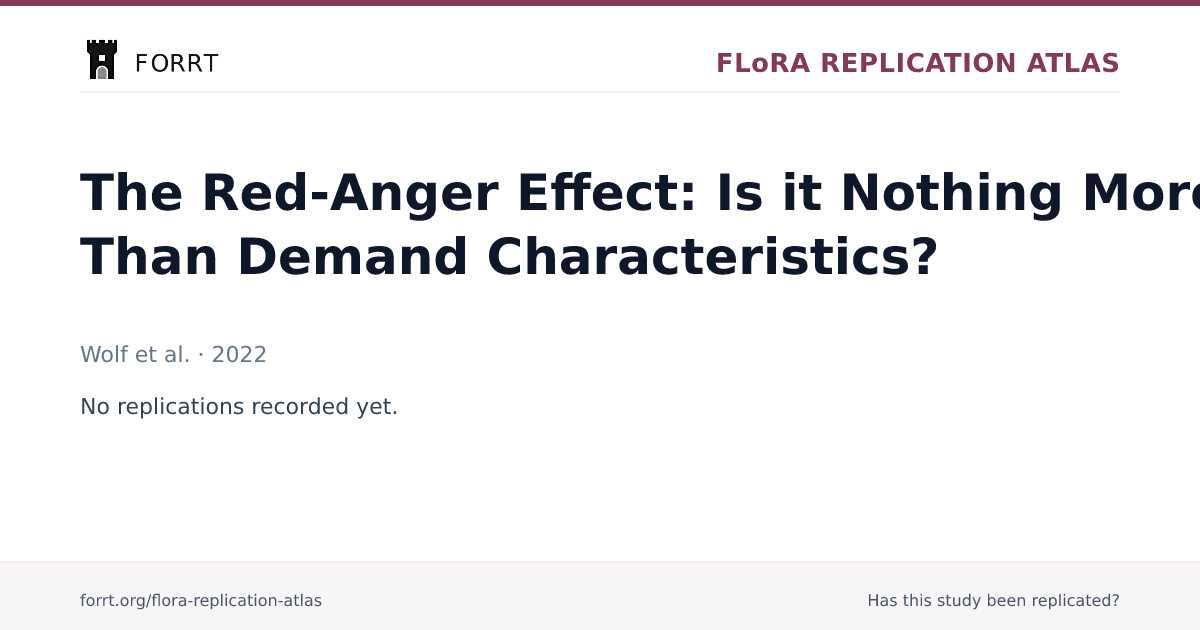 FORRT
FLoRA REPLICATION ATLAS
The Red-Anger Effect: Is it Nothing More
Than Demand Characteristics?
Wolf et al. · 2022
No replications recorded yet.
forrt.org/flora-replication-atlas
Has this study been replicated?